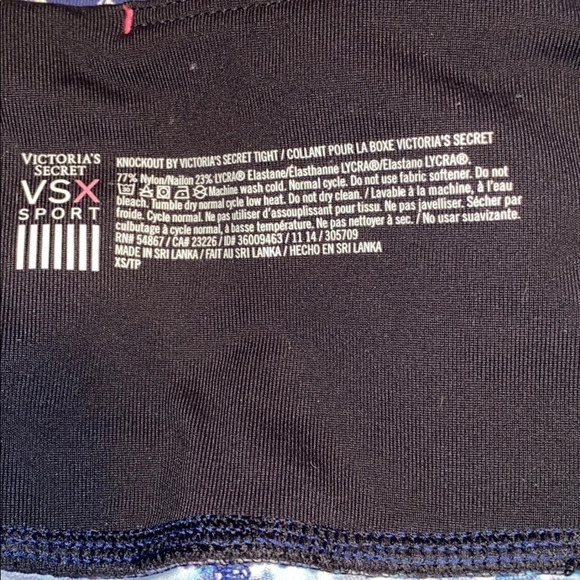 VICTORIA'S
SECRET
VSX
SPORT
KNOCKOUT BY VICTORIA'S SECRET TIGHT / COLLANT POUR LA BOXE VICTORIA'S SECRET
77% Nylon/Nailon 23% LYCRA® Elastane/Élasthanne LYCRA®/Elastano LYCRA®.
Machine wash cold. Normal cycle. Do not use fabric softener. Do not
bleach. Tumble dry normal cycle low heat. Do not dry clean. / Lavable à la machine, à l'eau
froide. Cycle normal. Ne pas utiliser d'assouplissant pour tissu. Ne pas javelliser. Sécher par
culbutage à cycle normal, à basse température. Ne pas nettoyer à sec. / No usar suavizante.
RN# 54867 / CA# 23226 / ID# 36009463 / 11 14 / 305709
MADE IN SRI LANKA / FAIT AU SRI LANKA / HECHO EN SRI LANKA
XS/TP